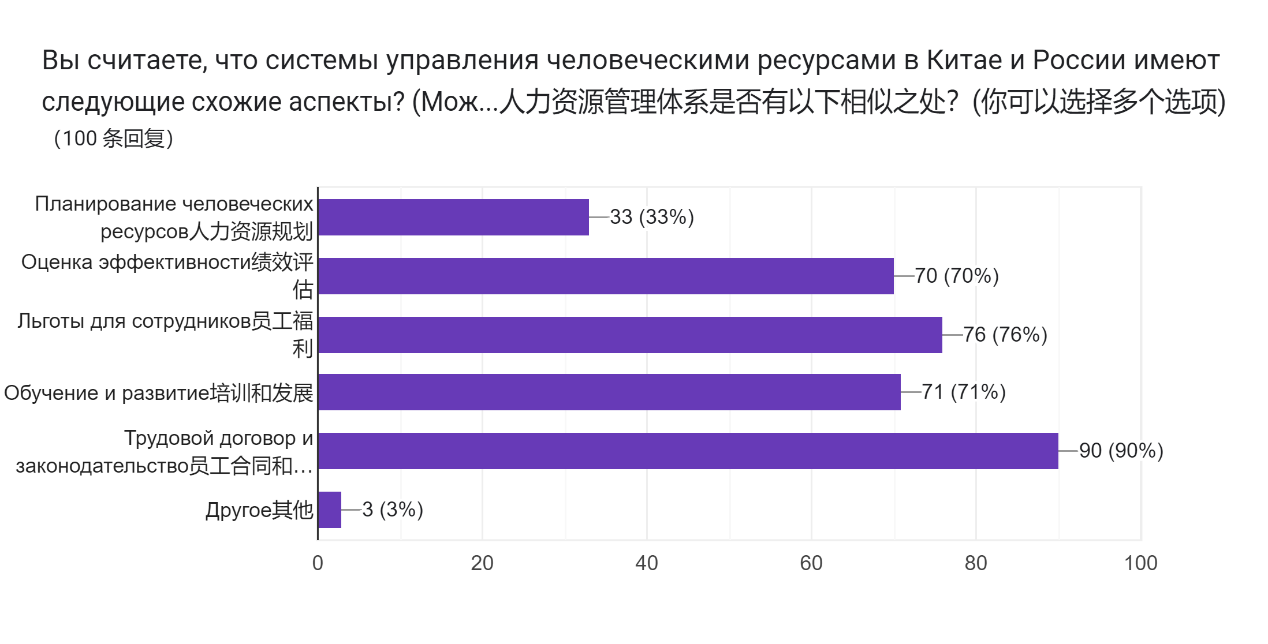 Вы считаете, что системы управления человеческими ресурсами в Китае и России имеют
следующие схожие аспекты? (Мож...人力资源管理体系是否有以下相似之处？(你可以选择多个选项)
（100 条回复）
Планирование человеческих
ресурсов人力资源规划
33 (33%)
Оценка эффективности绩效评
估
70 (70%)
Льготы для сотрудников员工福
利
76 (76%)
Обучение и развитие培训和发展
71 (71%)
Трудовой договор и
законодательство员工合同和…
90 (90%)
Другое其他
3 (3%)
0 20 40 60 80 100